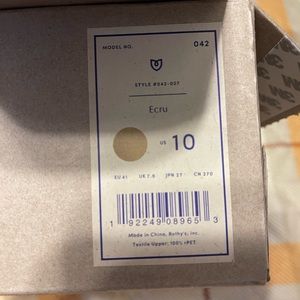 MODEL NO. 042
STYLE #042-027
Ecru
US 10
EU 41 UK 7.5 JPN 27 CN 270
1 92249 08965 3
Made in China, Rothy's, Inc.
Textile Upper: 100% rPET